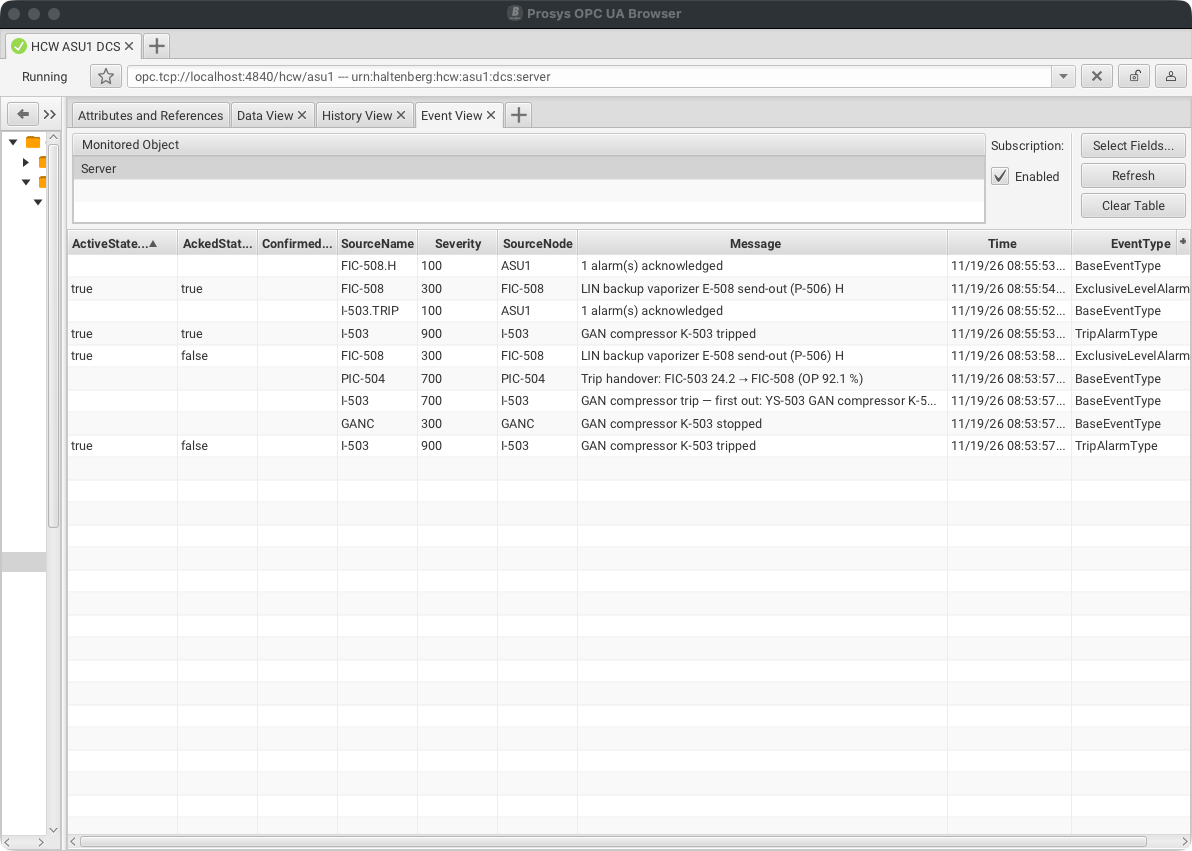 Prosys OPC UA Browser
HCW ASU1 DCS
Running
opc.tcp://localhost:4840/hcw/asu1 --- urn:haltenberg:hcw:asu1:dcs:server
Attributes and References Data View History View Event View
Monitored Object
Server
Subscription:
Enabled
Select Fields...
Refresh
Clear Table
ActiveState... AckedStat... Confirmed... SourceName Severity SourceNode Message Time EventType
FIC-508.H 100 ASU1 1 alarm(s) acknowledged 11/19/26 08:55:53... BaseEventType
true true FIC-508 300 FIC-508 LIN backup vaporizer E-508 send-out (P-506) H 11/19/26 08:55:54... ExclusiveLevelAlarm
I-503.TRIP 100 ASU1 1 alarm(s) acknowledged 11/19/26 08:55:52... BaseEventType
true true I-503 900 I-503 GAN compressor K-503 tripped 11/19/26 08:55:53... TripAlarmType
true false FIC-508 300 FIC-508 LIN backup vaporizer E-508 send-out (P-506) H 11/19/26 08:53:58... ExclusiveLevelAlarm
PIC-504 700 PIC-504 Trip handover: FIC-503 24.2 → FIC-508 (OP 92.1 %) 11/19/26 08:53:57... BaseEventType
I-503 700 I-503 GAN compressor trip — first out: YS-503 GAN compressor K-5... 11/19/26 08:53:57... BaseEventType
GANC 300 GANC GAN compressor K-503 stopped 11/19/26 08:53:57... BaseEventType
true false I-503 900 I-503 GAN compressor K-503 tripped 11/19/26 08:53:57... TripAlarmType